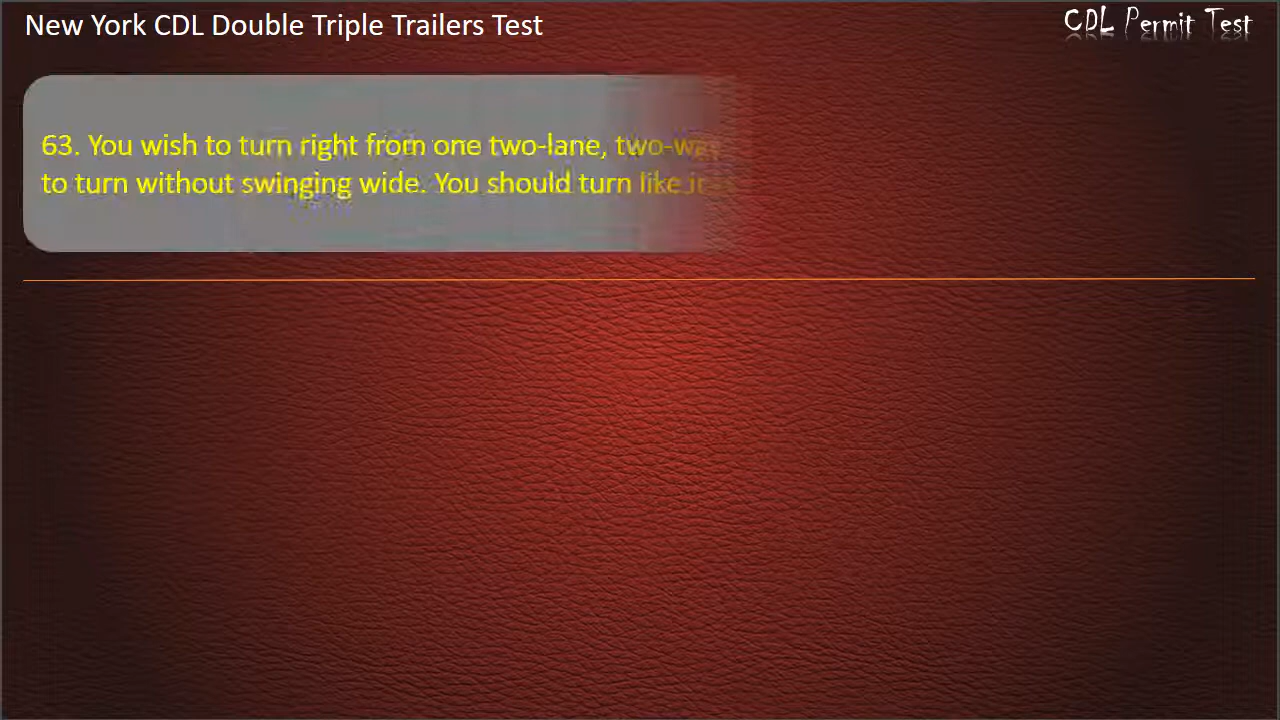 New York CDL Double Triple Trailers Test
CDL Permit Test
63. You wish to turn right from one two-lane, two-way
to turn without swinging wide. You should turn like